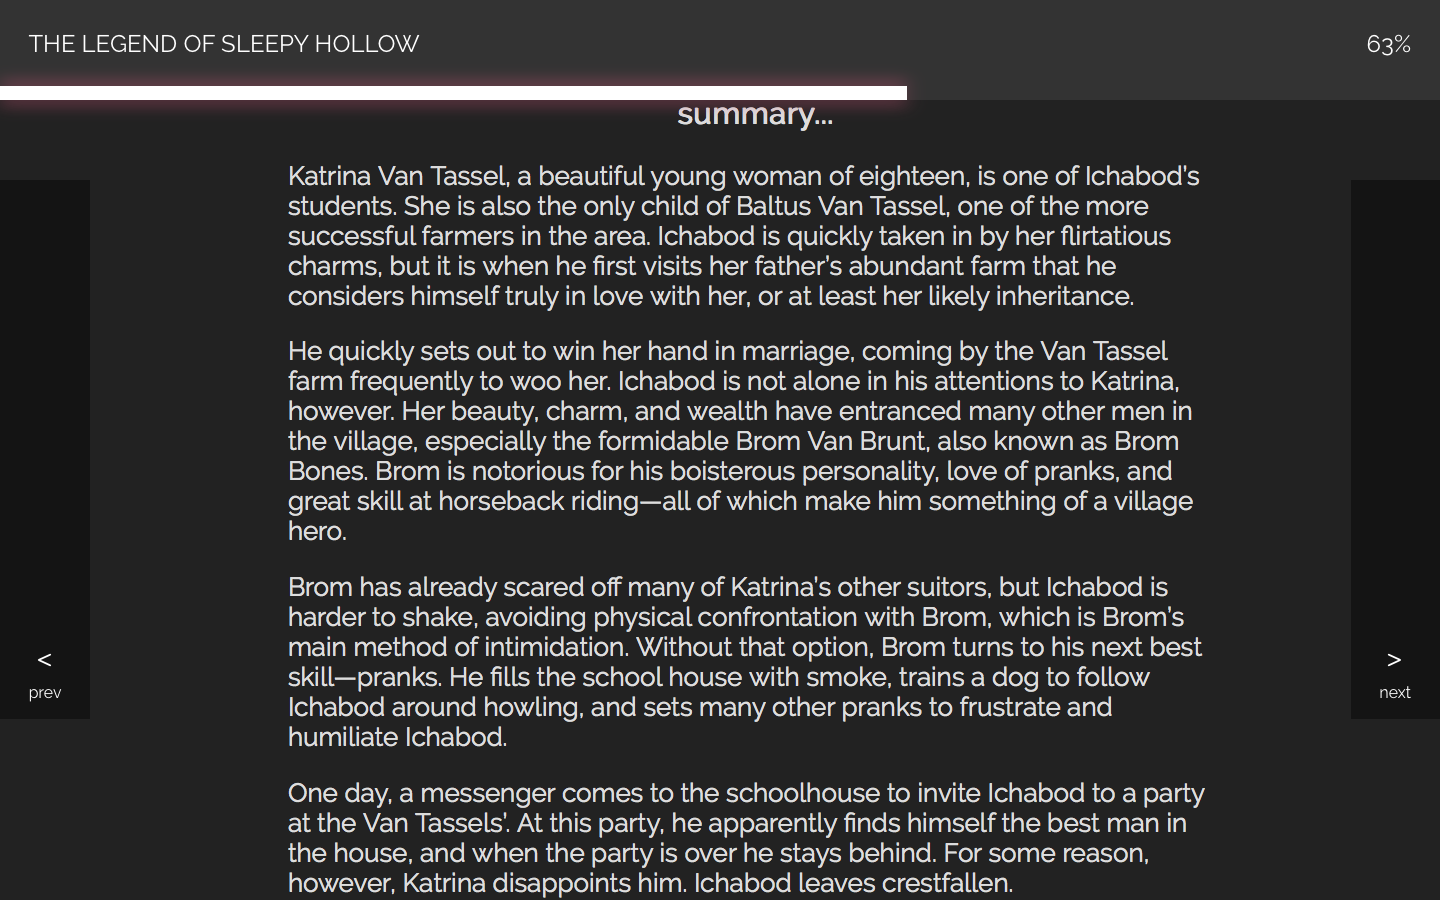 THE LEGEND OF SLEEPY HOLLOW
63%
summary...
Katrina Van Tassel, a beautiful young woman of eighteen, is one of Ichabod’s
students. She is also the only child of Baltus Van Tassel, one of the more
successful farmers in the area. Ichabod is quickly taken in by her flirtatious
charms, but it is when he first visits her father’s abundant farm that he
considers himself truly in love with her, or at least her likely inheritance.
He quickly sets out to win her hand in marriage, coming by the Van Tassel
farm frequently to woo her. Ichabod is not alone in his attentions to Katrina,
however. Her beauty, charm, and wealth have entranced many other men in
the village, especially the formidable Brom Van Brunt, also known as Brom
Bones. Brom is notorious for his boisterous personality, love of pranks, and
great skill at horseback riding—all of which make him something of a village
hero.
Brom has already scared off many of Katrina’s other suitors, but Ichabod is
harder to shake, avoiding physical confrontation with Brom, which is Brom’s
main method of intimidation. Without that option, Brom turns to his next best
skill—pranks. He fills the school house with smoke, trains a dog to follow
Ichabod around howling, and sets many other pranks to frustrate and
humiliate Ichabod.
One day, a messenger comes to the schoolhouse to invite Ichabod to a party
at the Van Tassels’. At this party, he apparently finds himself the best man in
the house, and when the party is over he stays behind. For some reason,
however, Katrina disappoints him. Ichabod leaves crestfallen.
<
prev
>
next